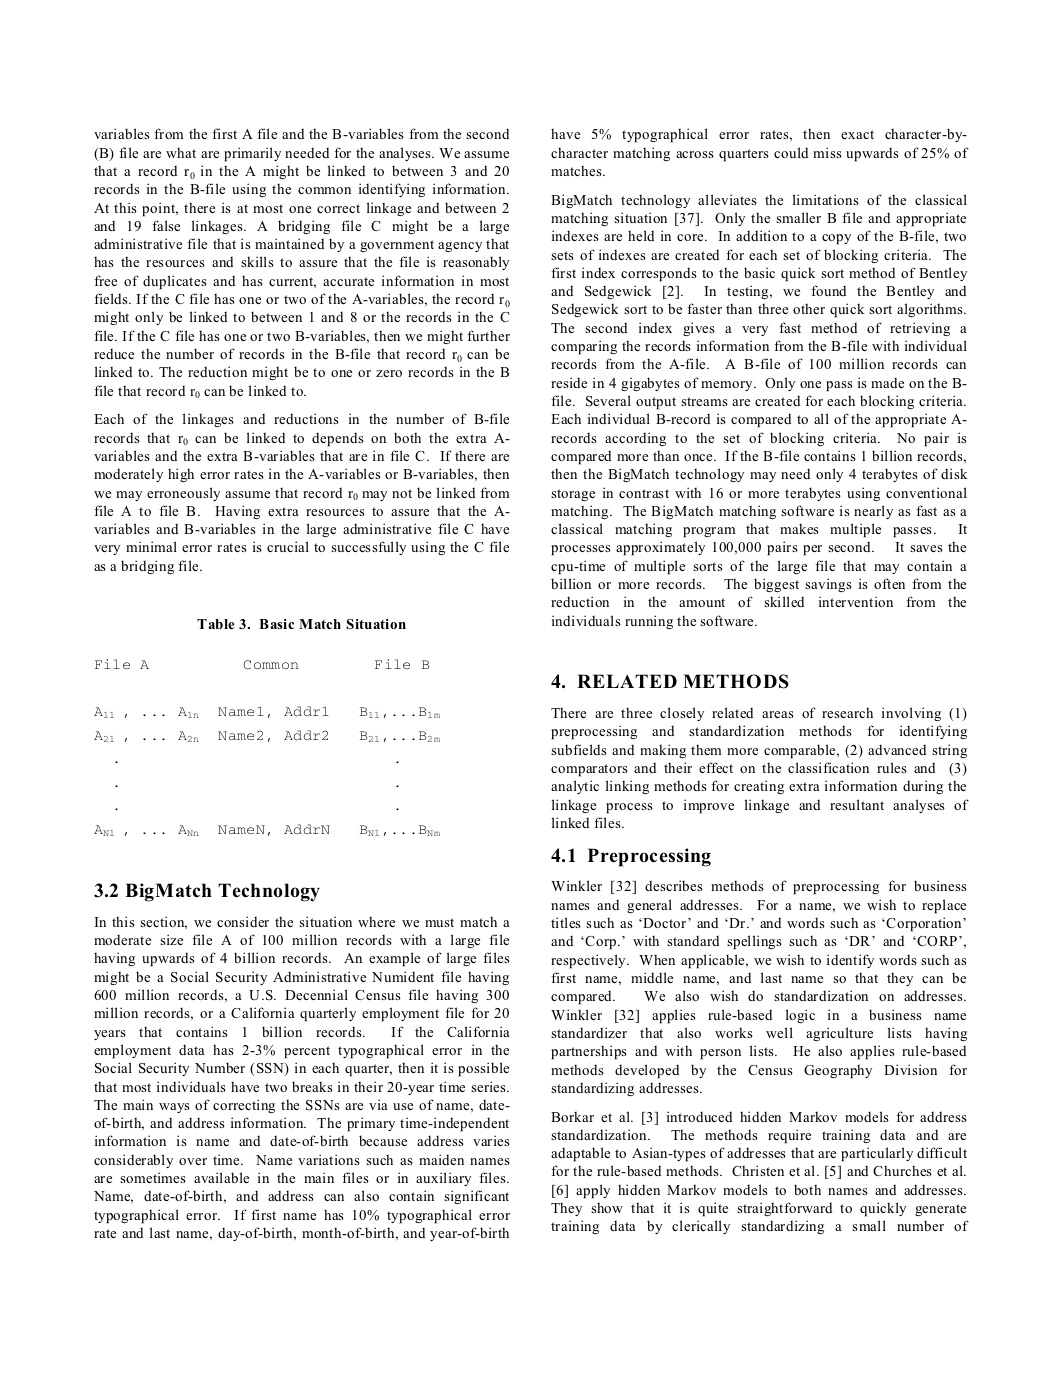 variables from the first A file and the B-variables from the second
(B) file are what are primarily needed for the analyses. We assume
that a record r0 in the A might be linked to between 3 and 20
records in the B-file using the common identifying information.
At this point, there is at most one correct linkage and between 2
and 19 false linkages. A bridging file C might be a large
administrative file that is maintained by a government agency that
has the resources and skills to assure that the file is reasonably
free of duplicates and has current, accurate information in most
fields. If the C file has one or two of the A-variables, the record r0
might only be linked to between 1 and 8 or the records in the C
file. If the C file has one or two B-variables, then we might further
reduce the number of records in the B-file that record r0 can be
linked to. The reduction might be to one or zero records in the B
file that record r0 can be linked to.
Each of the linkages and reductions in the number of B-file
records that r0 can be linked to depends on both the extra A-
variables and the extra B-variables that are in file C. If there are
moderately high error rates in the A-variables or B-variables, then
we may erroneously assume that record r0 may not be linked from
file A to file B. Having extra resources to assure that the A-
variables and B-variables in the large administrative file C have
very minimal error rates is crucial to successfully using the C file
as a bridging file.
Table 3. Basic Match Situation
File A Common File B
A11 , ... A1n Name1, Addr1 B11,...B1m
A21 , ... A2n Name2, Addr2 B21,...B2m
. .
. .
. .
AN1 , ... ANn NameN, AddrN BN1,...BNm
3.2 BigMatch Technology
In this section, we consider the situation where we must match a
moderate size file A of 100 million records with a large file
having upwards of 4 billion records. An example of large files
might be a Social Security Administrative Numident file having
600 million records, a U.S. Decennial Census file having 300
million records, or a California quarterly employment file for 20
years that contains 1 billion records. If the California
employment data has 2-3% percent typographical error in the
Social Security Number (SSN) in each quarter, then it is possible
that most individuals have two breaks in their 20-year time series.
The main ways of correcting the SSNs are via use of name, date-
of-birth, and address information. The primary time-independent
information is name and date-of-birth because address varies
considerably over time. Name variations such as maiden names
are sometimes available in the main files or in auxiliary files.
Name, date-of-birth, and address can also contain significant
typographical error. If first name has 10% typographical error
rate and last name, day-of-birth, month-of-birth, and year-of-birth
have 5% typographical error rates, then exact character-by-
character matching across quarters could miss upwards of 25% of
matches.
BigMatch technology alleviates the limitations of the classical
matching situation [37]. Only the smaller B file and appropriate
indexes are held in core. In addition to a copy of the B-file, two
sets of indexes are created for each set of blocking criteria. The
first index corresponds to the basic quick sort method of Bentley
and Sedgewick [2]. In testing, we found the Bentley and
Sedgewick sort to be faster than three other quick sort algorithms.
The second index gives a very fast method of retrieving a
comparing the records information from the B-file with individual
records from the A-file. A B-file of 100 million records can
reside in 4 gigabytes of memory. Only one pass is made on the B-
file. Several output streams are created for each blocking criteria.
Each individual B-record is compared to all of the appropriate A-
records according to the set of blocking criteria. No pair is
compared more than once. If the B-file contains 1 billion records,
then the BigMatch technology may need only 4 terabytes of disk
storage in contrast with 16 or more terabytes using conventional
matching. The BigMatch matching software is nearly as fast as a
classical matching program that makes multiple passes. It
processes approximately 100,000 pairs per second. It saves the
cpu-time of multiple sorts of the large file that may contain a
billion or more records. The biggest savings is often from the
reduction in the amount of skilled intervention from the
individuals running the software.
4. RELATED METHODS
There are three closely related areas of research involving (1)
preprocessing and standardization methods for identifying
subfields and making them more comparable, (2) advanced string
comparators and their effect on the classification rules and (3)
analytic linking methods for creating extra information during the
linkage process to improve linkage and resultant analyses of
linked files.
4.1 Preprocessing
Winkler [32] describes methods of preprocessing for business
names and general addresses. For a name, we wish to replace
titles such as ‘Doctor’ and ‘Dr.’ and words such as ‘Corporation’
and ‘Corp.’ with standard spellings such as ‘DR’ and ‘CORP’,
respectively. When applicable, we wish to identify words such as
first name, middle name, and last name so that they can be
compared. We also wish do standardization on addresses.
Winkler [32] applies rule-based logic in a business name
standardizer that also works well agriculture lists having
partnerships and with person lists. He also applies rule-based
methods developed by the Census Geography Division for
standardizing addresses.
Borkar et al. [3] introduced hidden Markov models for address
standardization. The methods require training data and are
adaptable to Asian-types of addresses that are particularly difficult
for the rule-based methods. Christen et al. [5] and Churches et al.
[6] apply hidden Markov models to both names and addresses.
They show that it is quite straightforward to quickly generate
training data by clerically standardizing a small number of